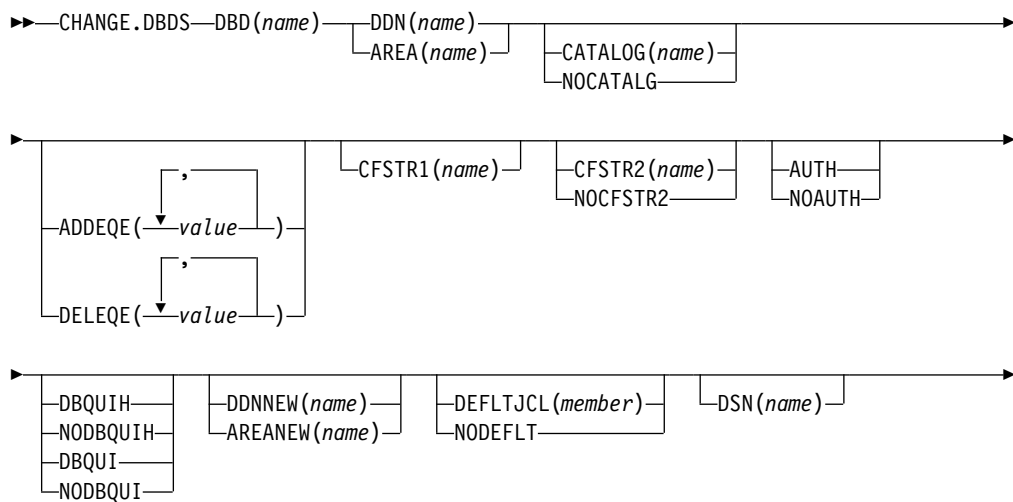 CHANGE.DBDS DBD(name) DDN(name)
AREA(name)
CATALOG(name)
NOCATALG
ADDEQE( , value )
DELEQE( , value )
CFSTR1(name)
CFSTR2(name)
NOCFSTR2
AUTH
NOAUTH
DBQUIH
NODBQUIH
DBQUI
NODBQUI
DDNNEW(name)
AREANEW(name)
DEFLTJCL(member)
NODEFLT
DSN(name)